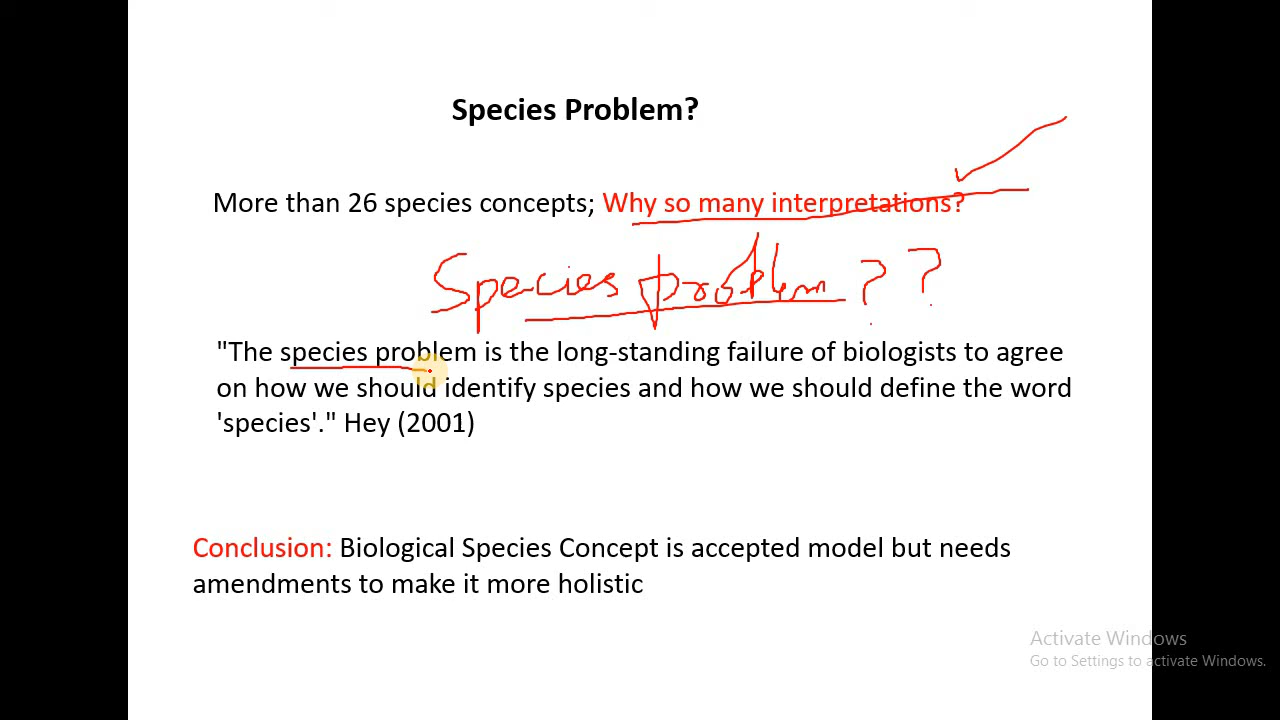 Species Problem?
More than 26 species concepts; Why so many interpretations?
Species problem ? ?
"The species problem is the long-standing failure of biologists to agree
on how we should identify species and how we should define the word
'species'." Hey (2001)
Conclusion: Biological Species Concept is accepted model but needs
amendments to make it more holistic
Activate Windows
Go to Settings to activate Windows.